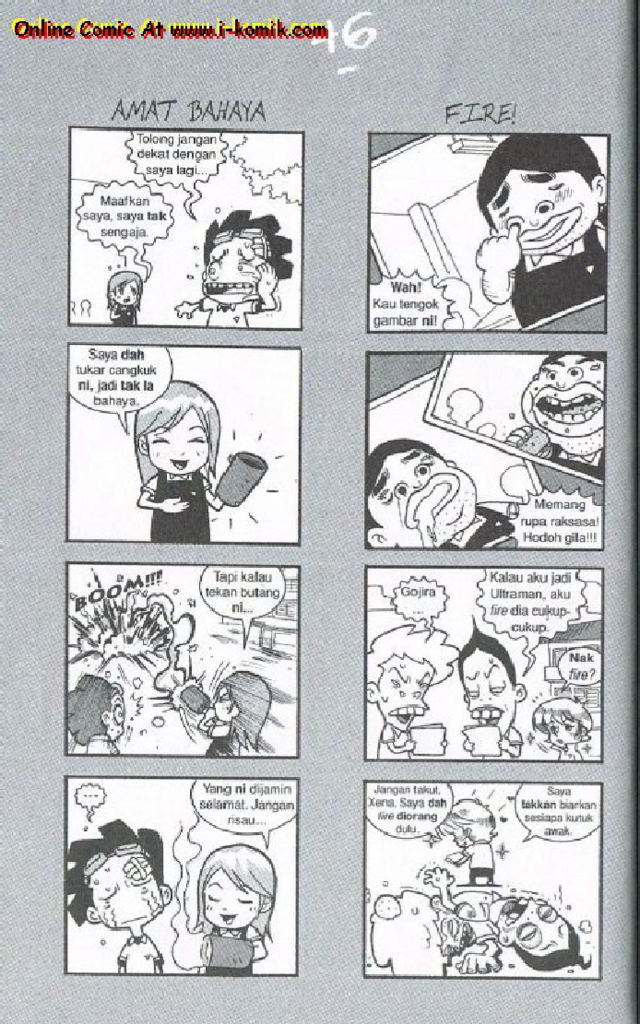 Online Comic At www.i-komik.com
46
AMAT BAHAYA
Tolong jangan
dekat dengan
saya lagi...
Maafkan
saya, saya tak
sengaja.
Saya dah
tukar cangkuk
ni, jadi tak la
bahaya.
BOOM!!!
Tapi kalau
tekan butang
ni...
...
Yang ni dijamin
selamat. Jangan
risau...
FIRE!
Wah!
Kau tengok
gambar ni!
Memang
rupa raksasa!
Hodoh gila!!!
Gojira
Kalau aku jadi
Ultraman, aku
fire dia cukup-
cukup.
Nak
fire?
Jangan takut,
Xena. Saya dah
fire diorang
dulu.
Saya
takkan biarkan
sesiapa kutuk
awak.